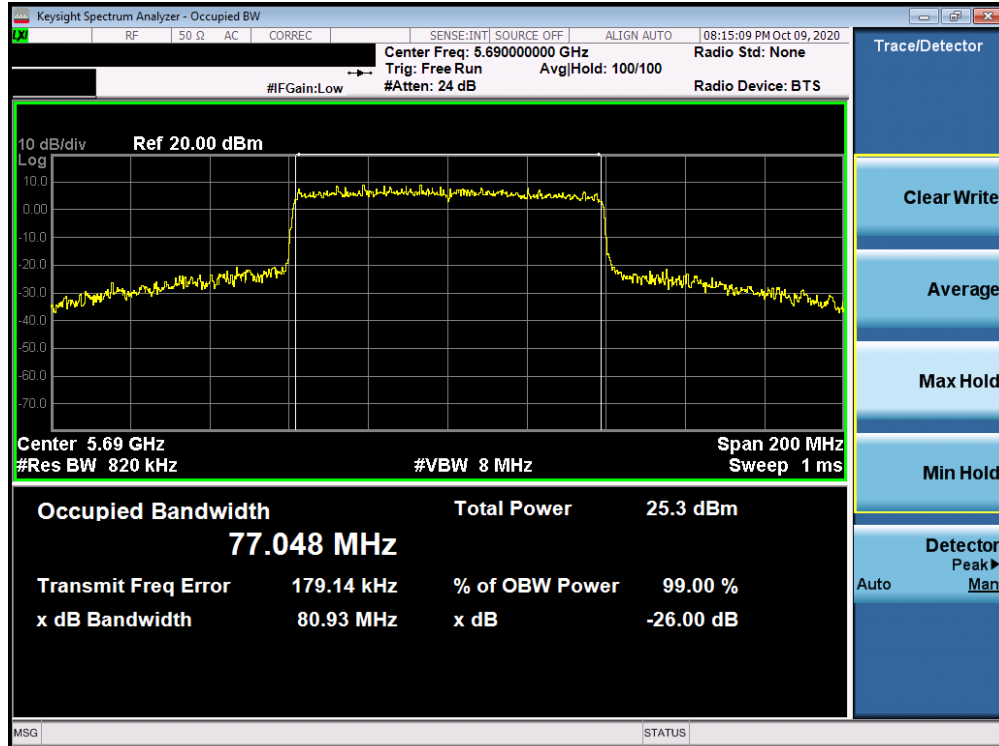 Keysight Spectrum Analyzer - Occupied BW
LXI RF 50 Ω AC CORREC SENSE:INT SOURCE OFF ALIGN AUTO 08:15:09 PM Oct 09, 2020
Center Freq: 5.690000000 GHz Radio Std: None
Trig: Free Run Avg|Hold: 100/100
#IFGain:Low #Atten: 24 dB Radio Device: BTS
Trace/Detector
10 dB/div Ref 20.00 dBm
Log
10.0
0.00
-10.0
-20.0
-30.0
-40.0
-50.0
-60.0
-70.0
Center 5.69 GHz Span 200 MHz
#Res BW 820 kHz #VBW 8 MHz Sweep 1 ms
Occupied Bandwidth Total Power 25.3 dBm
77.048 MHz
Transmit Freq Error 179.14 kHz % of OBW Power 99.00 %
x dB Bandwidth 80.93 MHz x dB -26.00 dB
Clear Write
Average
Max Hold
Min Hold
Detector
Peak▶
Auto Man
MSG STATUS